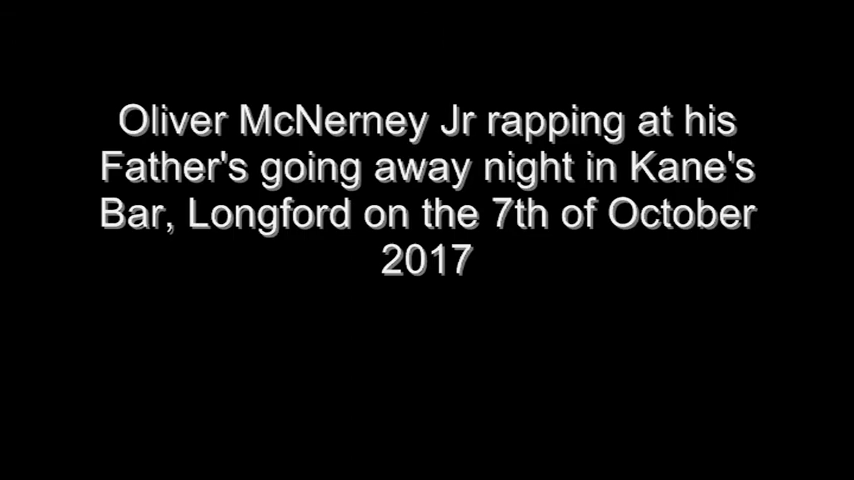 Oliver McNerney Jr rapping at his
Father's going away night in Kane's
Bar, Longford on the 7th of October
2017